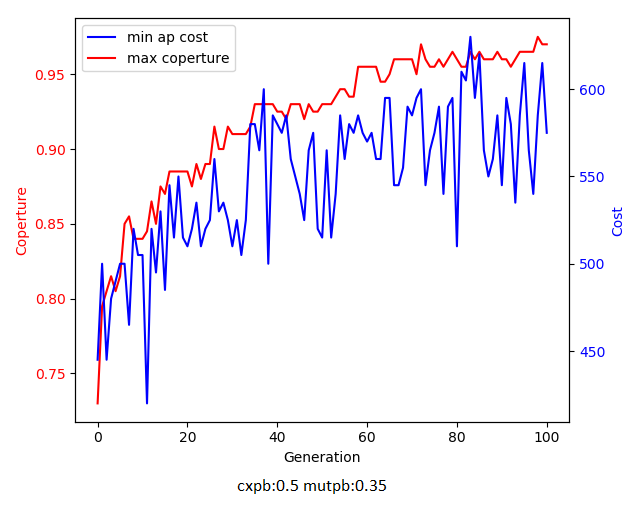 min ap cost
max coperture
0.95
0.90
0.85
0.80
0.75
Coperture
600
550
500
450
Cost
0 20 40 60 80 100
Generation
cxpb:0.5 mutpb:0.35